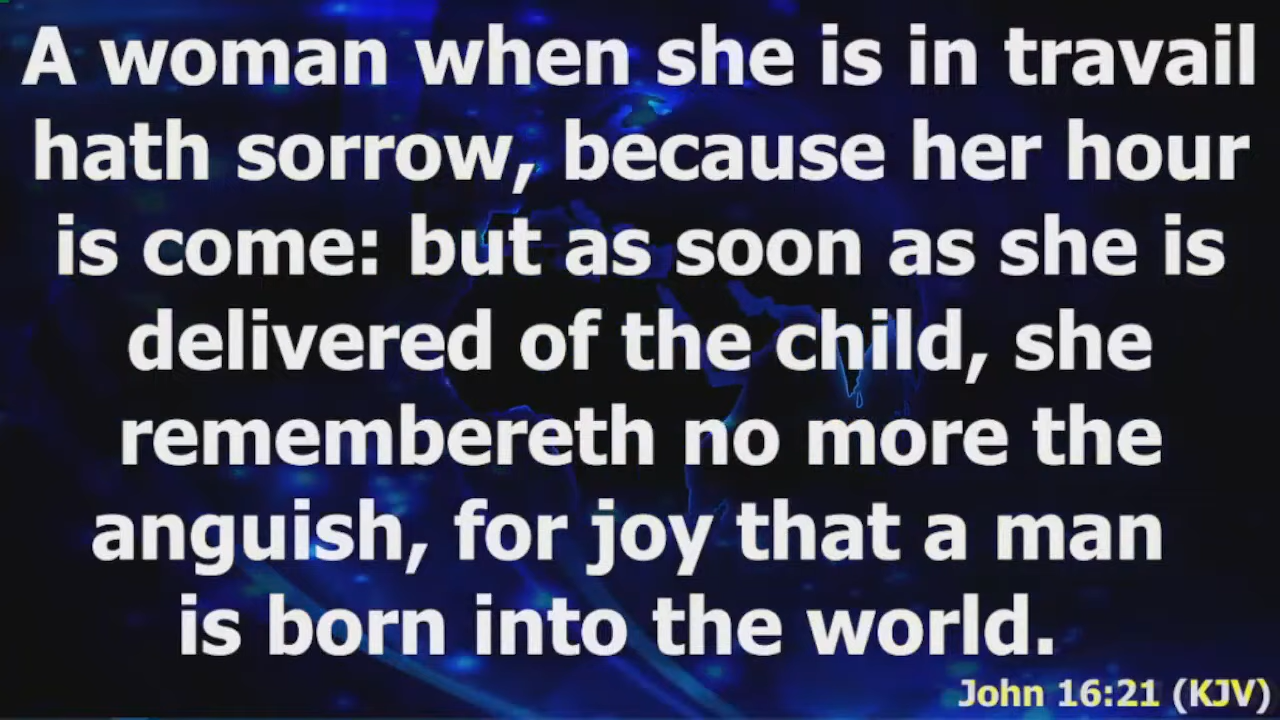 A woman when she is in travail
hath sorrow, because her hour
is come: but as soon as she is
delivered of the child, she
remembereth no more the
anguish, for joy that a man
is born into the world.
John 16:21 (KJV)